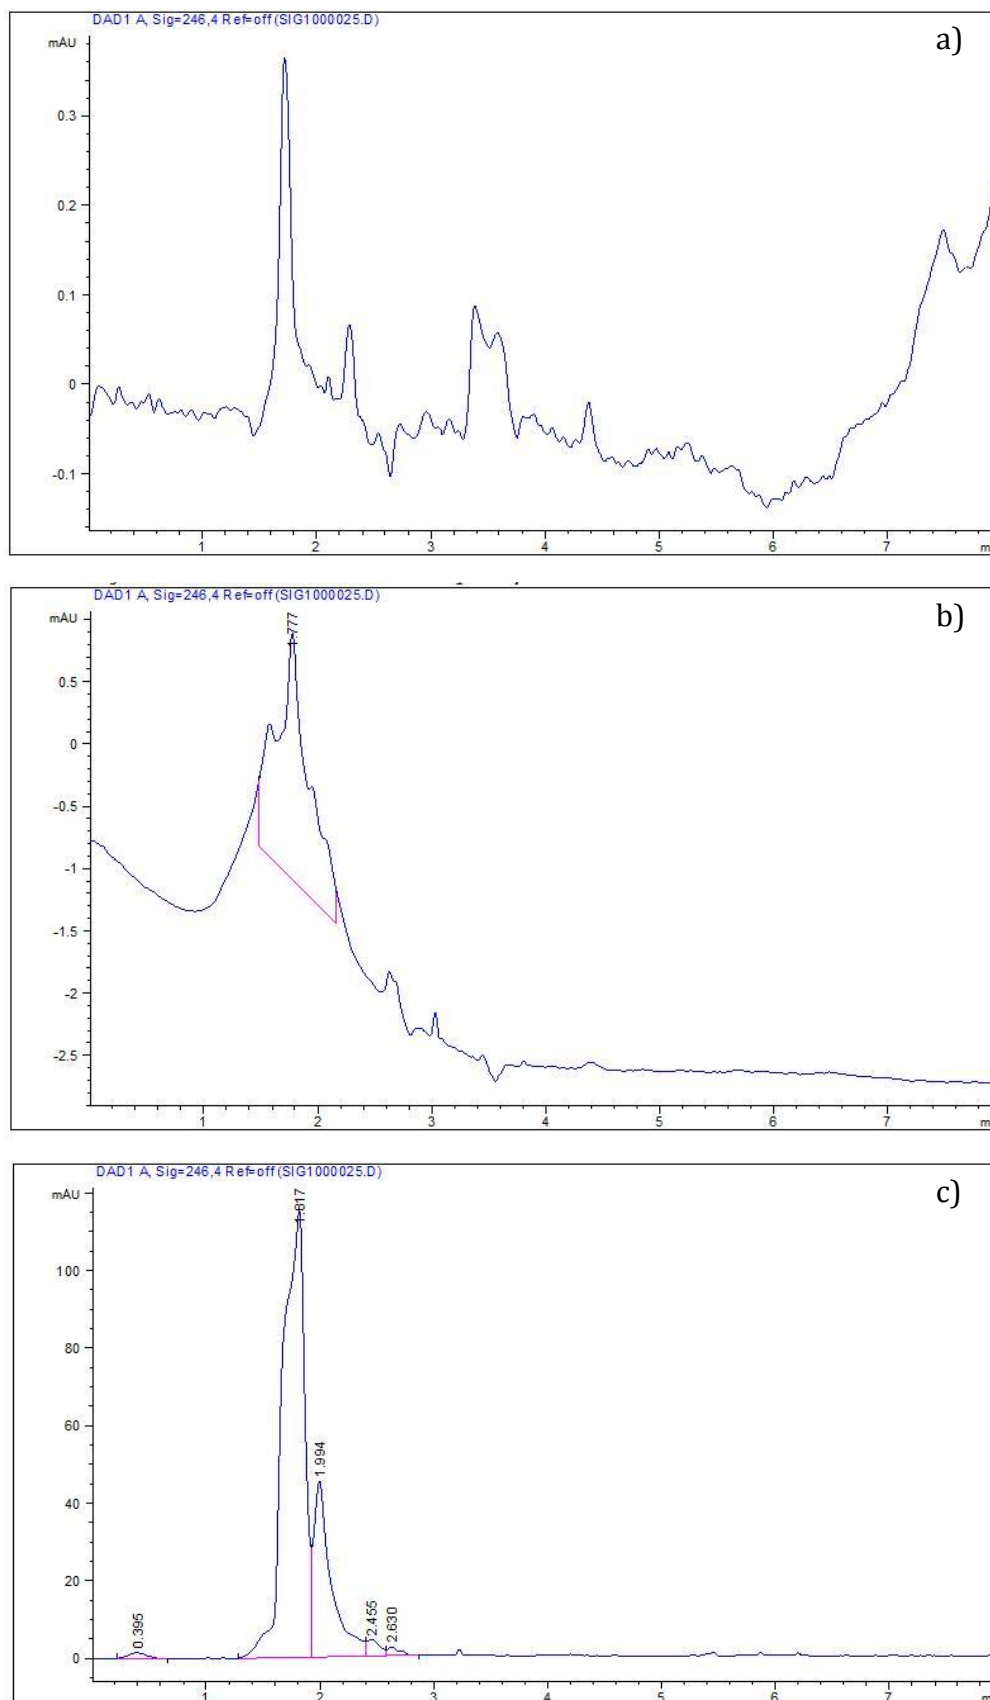 DAD1 A, Sig=246,4 Ref=off (SIG1000025.D)
a)
mAU
0.3
0.2
0.1
0
-0.1
1 2 3 4 5 6 7 m
DAD1 A, Sig=246,4 Ref=off (SIG1000025.D)
b)
mAU
1.777
0.5
0
-0.5
-1
-1.5
-2
-2.5
1 2 3 4 5 6 7 m
DAD1 A, Sig=246,4 Ref=off (SIG1000025.D)
c)
mAU
1.817
100
80
60
1.994
40
20
0.395 2.455 2.630
0
1 2 3 4 5 6 7 m